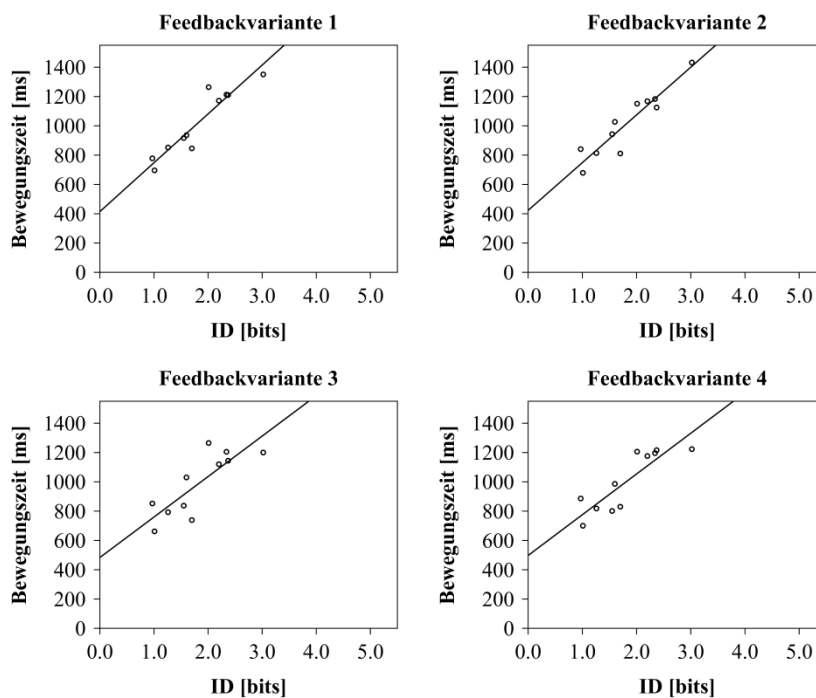 Feedbackvariante 1
Bewegungszeit [ms]
1400
1200
1000
800
600
400
200
0
0.0 1.0 2.0 3.0 4.0 5.0
ID [bits]
Feedbackvariante 2
Bewegungszeit [ms]
1400
1200
1000
800
600
400
200
0
0.0 1.0 2.0 3.0 4.0 5.0
ID [bits]
Feedbackvariante 3
Bewegungszeit [ms]
1400
1200
1000
800
600
400
200
0
0.0 1.0 2.0 3.0 4.0 5.0
ID [bits]
Feedbackvariante 4
Bewegungszeit [ms]
1400
1200
1000
800
600
400
200
0
0.0 1.0 2.0 3.0 4.0 5.0
ID [bits]